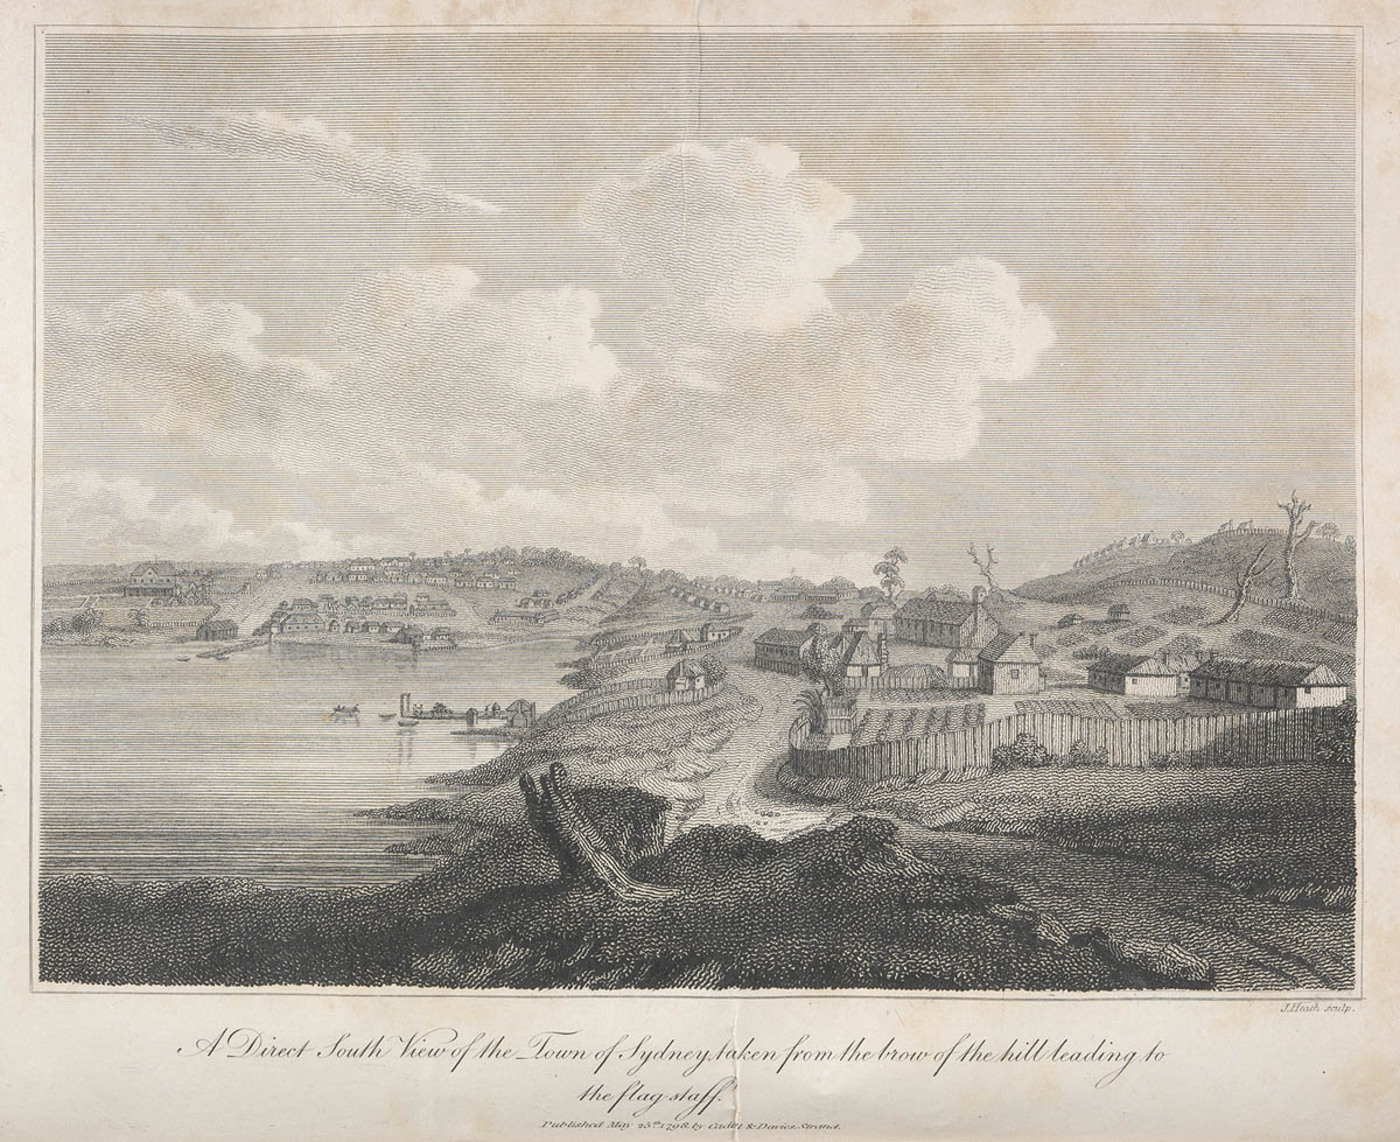 J. Heath sculp.
A Direct South View of the Town of Sydney, taken from the brow of the hill leading to
the flag-staff."
Published May 25th 1798. by Cadell & Davies. Strand.